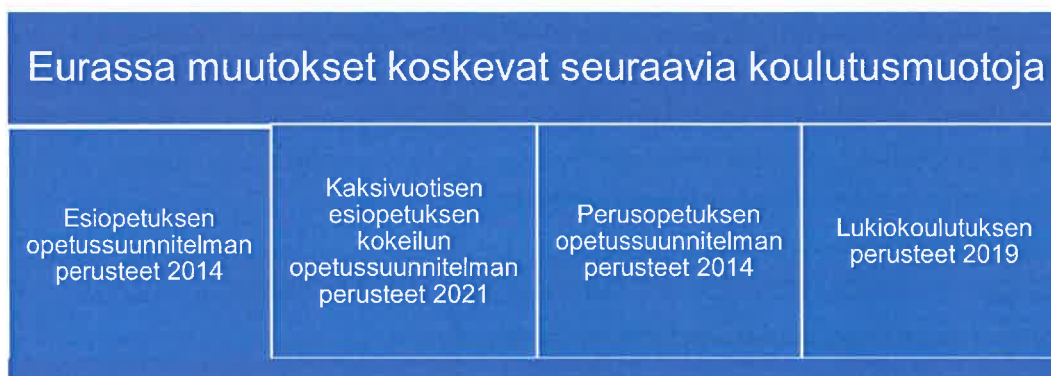 Eurassa muutokset koskevat seuraavia koulutusmuotoja
Esiopetuksen
opetussuunnitelman
perusteet 2014
Kaksivuotisen
esiopetuksen
kokeilun
opetussuunnitelman
perusteet 2021
Perusopetuksen
opetussuunnitelman
perusteet 2014
Lukiokoulutuksen
perusteet 2019